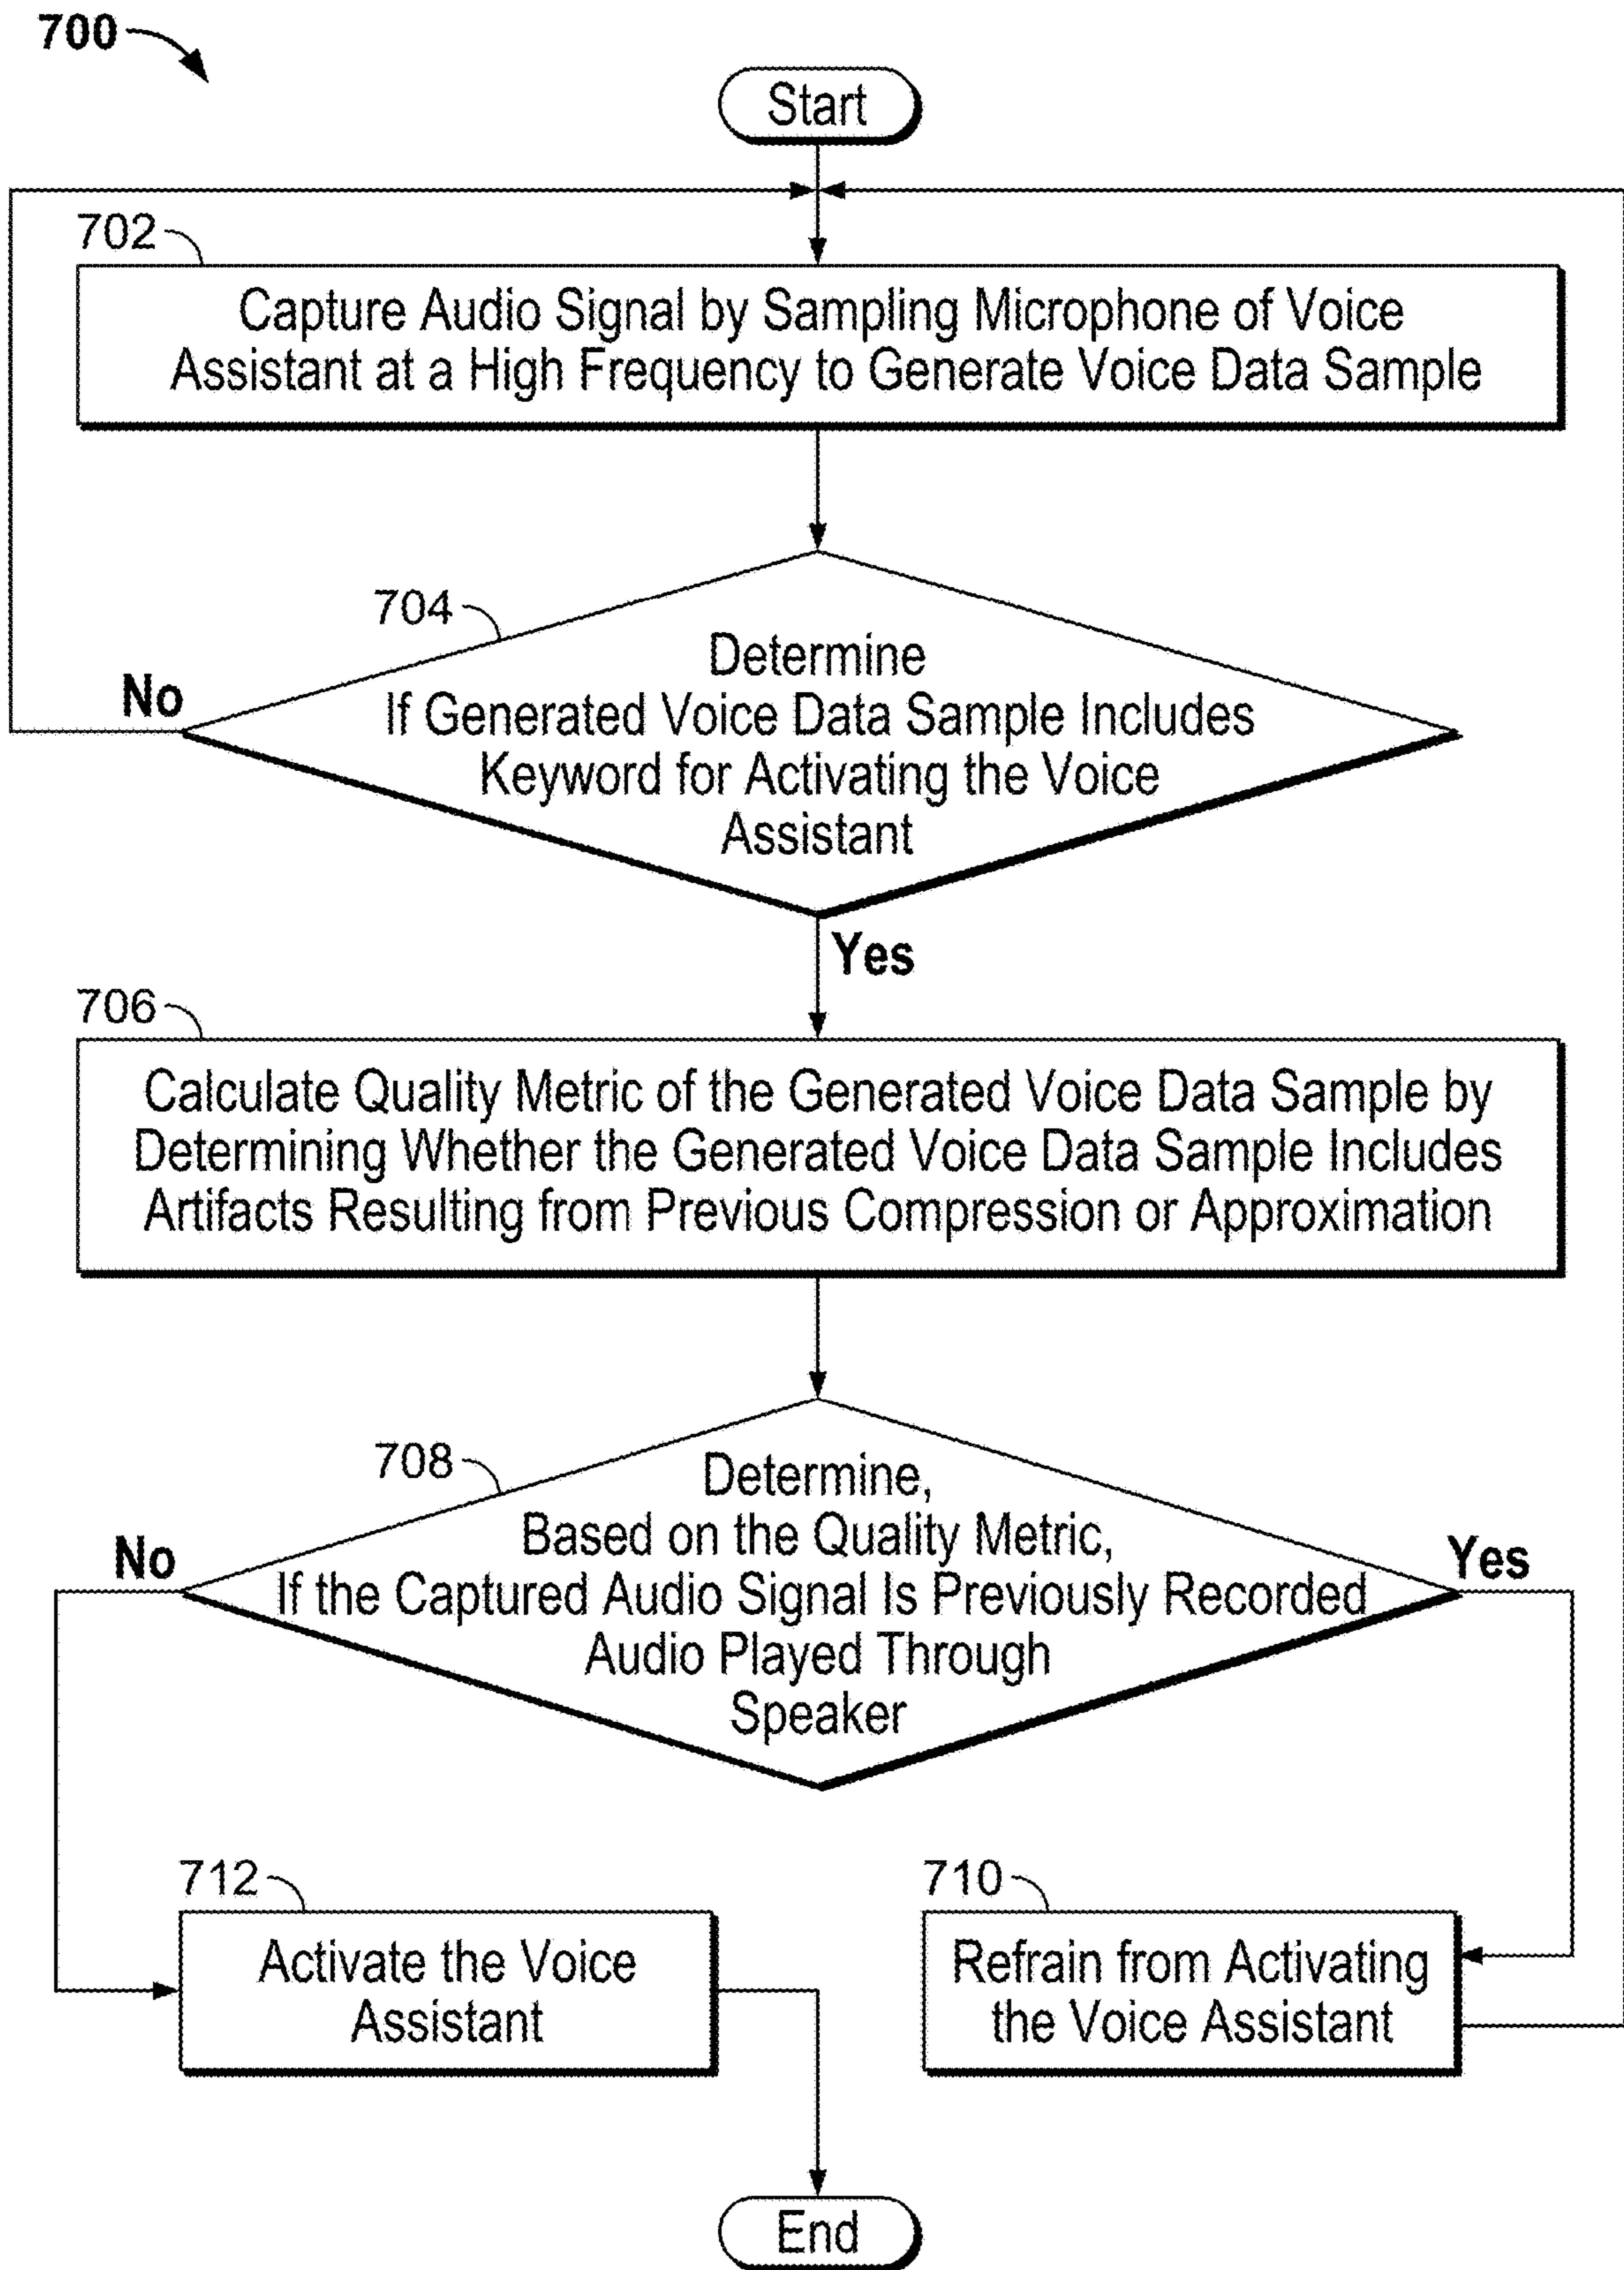 700
Start
702
Capture Audio Signal by Sampling Microphone of Voice
Assistant at a High Frequency to Generate Voice Data Sample
704
Determine
If Generated Voice Data Sample Includes
Keyword for Activating the Voice
Assistant
No
Yes
706
Calculate Quality Metric of the Generated Voice Data Sample by
Determining Whether the Generated Voice Data Sample Includes
Artifacts Resulting from Previous Compression or Approximation
708
Determine,
Based on the Quality Metric,
If the Captured Audio Signal Is Previously Recorded
Audio Played Through
Speaker
No
Yes
712
Activate the Voice
Assistant
710
Refrain from Activating
the Voice Assistant
End